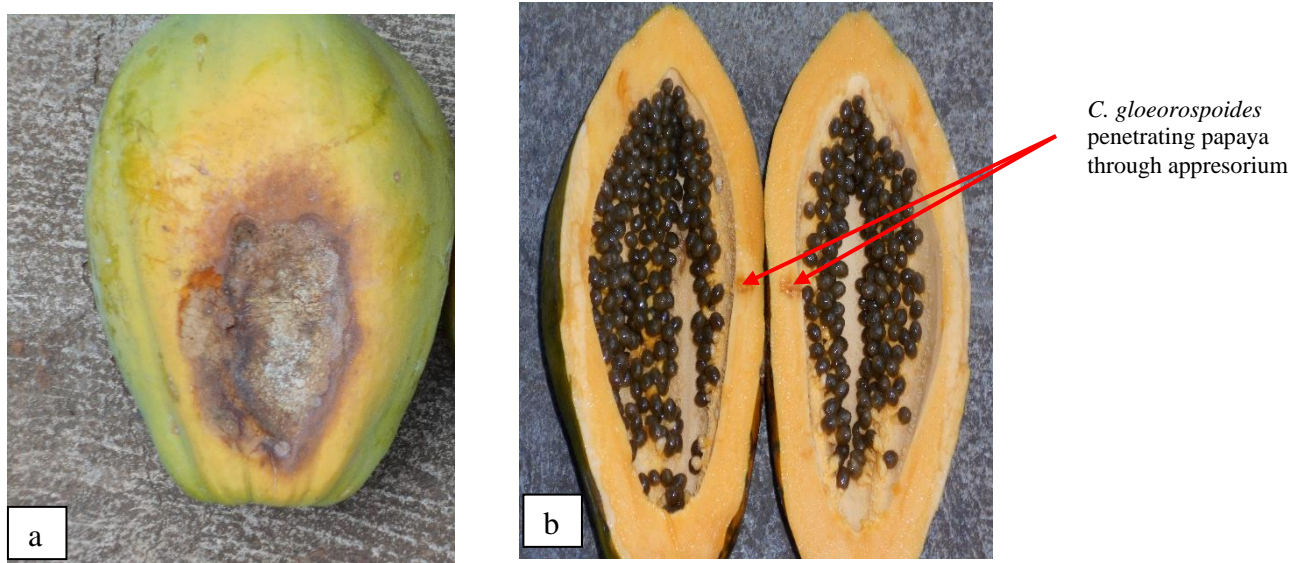 C. gloeorospoides
penetrating papaya
through appresorium
a
b